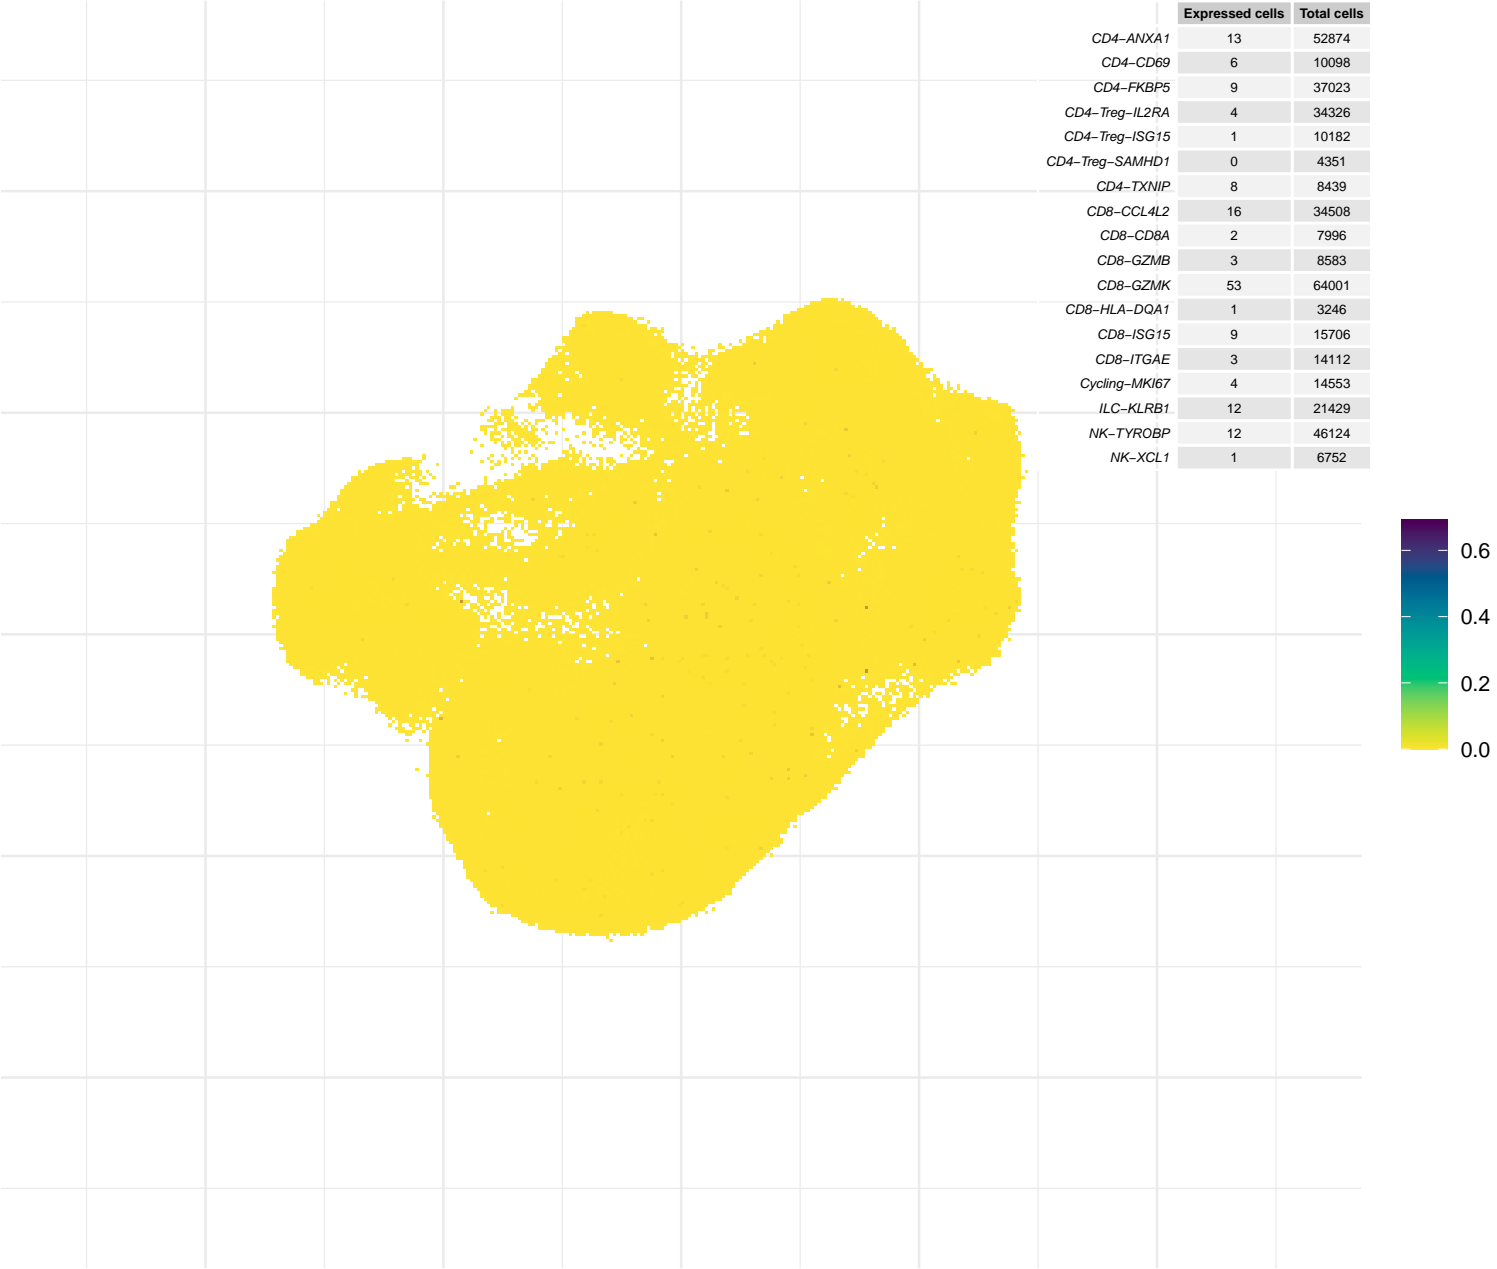 Expressed cells Total cells
CD4−ANXA1 13 52874
CD4−CD69 6 10098
CD4−FKBP5 9 37023
CD4−Treg−IL2RA 4 34326
CD4−Treg−ISG15 1 10182
CD4−Treg−SAMHD1 0 4351
CD4−TXNIP 8 8439
CD8−CCL4L2 16 34508
CD8−CD8A 2 7996
CD8−GZMB 3 8583
CD8−GZMK 53 64001
CD8−HLA−DQA1 1 3246
CD8−ISG15 9 15706
CD8−ITGAE 3 14112
Cycling−MKI67 4 14553
ILC−KLRB1 12 21429
NK−TYROBP 12 46124
NK−XCL1 1 6752
0.6
0.4
0.2
0.0